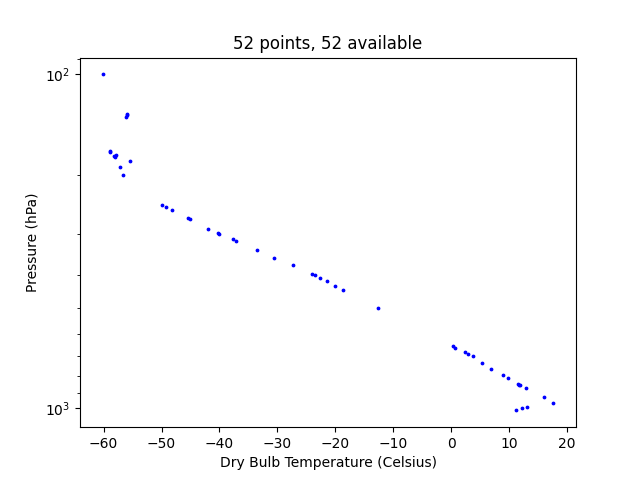 52 points, 52 available
10²
Pressure (hPa)
10³
−60 −50 −40 −30 −20 −10 0 10 20
Dry Bulb Temperature (Celsius)